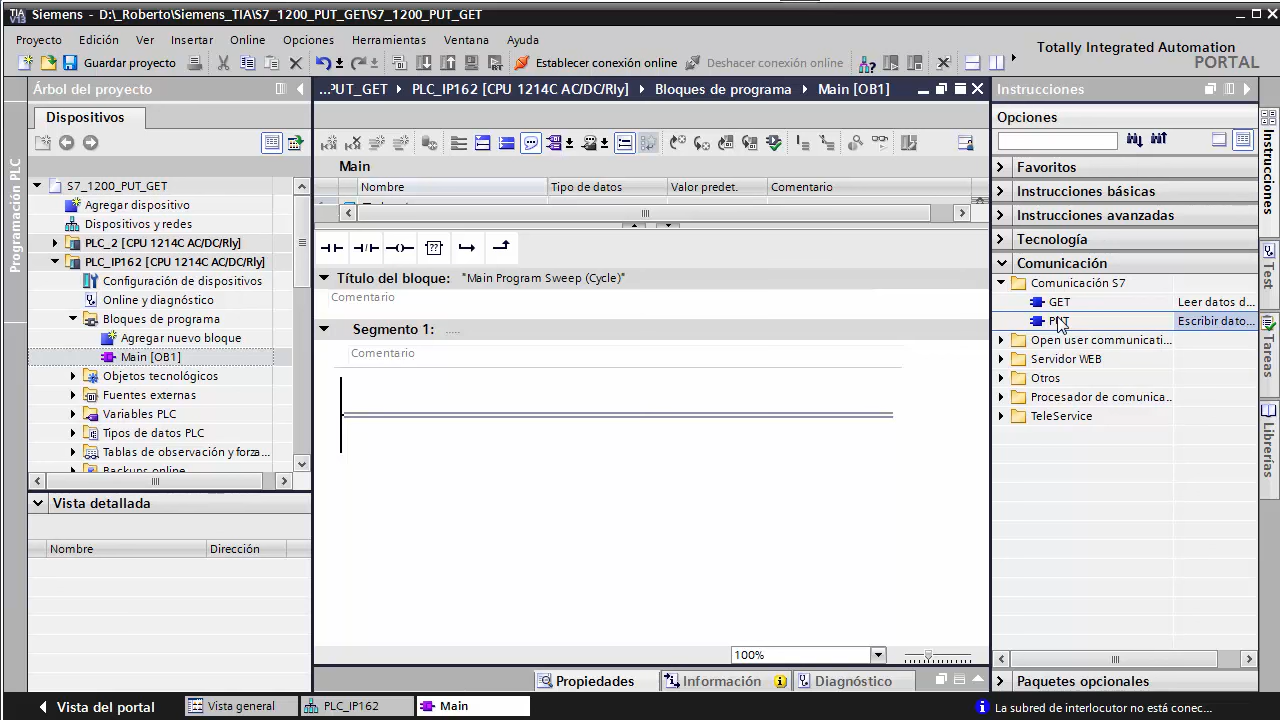 Siemens - D:\_Roberto\Siemens_TIA\S7_1200_PUT_GET\S7_1200_PUT_GET
Proyecto Edición Ver Insertar Online Opciones Herramientas Ventana Ayuda
Totally Integrated Automation
PORTAL
Guardar proyecto
Establecer conexión online
Deshacer conexión online
Árbol del proyecto
...PUT_GET PLC_IP162 [CPU 1214C AC/DC/Rly] Bloques de programa Main [OB1]
Instrucciones
Dispositivos
Opciones
Programación PLC
S7_1200_PUT_GET
Agregar dispositivo
Dispositivos y redes
PLC_2 [CPU 1214C AC/DC/Rly]
PLC_IP162 [CPU 1214C AC/DC/Rly]
Configuración de dispositivos
Online y diagnóstico
Bloques de programa
Agregar nuevo bloque
Main [OB1]
Objetos tecnológicos
Fuentes externas
Variables PLC
Tipos de datos PLC
Tablas de observación y forza...
Backups online
Vista detallada
Nombre Dirección
Main
Nombre Tipo de datos Valor predet. Comentario
Título del bloque: "Main Program Sweep (Cycle)"
Comentario
Segmento 1: .....
Comentario
100%
Propiedades Información Diagnóstico
Favoritos
Instrucciones básicas
Instrucciones avanzadas
Tecnología
Comunicación
Comunicación S7
GET Leer datos d...
PUT Escribir dato...
Open user communicati...
Servidor WEB
Otros
Procesador de comunica...
TeleService
Paquetes opcionales
Instrucciones
Test
Tareas
Librerías
Vista del portal Vista general PLC_IP162 Main
La subred de interlocutor no está conec...